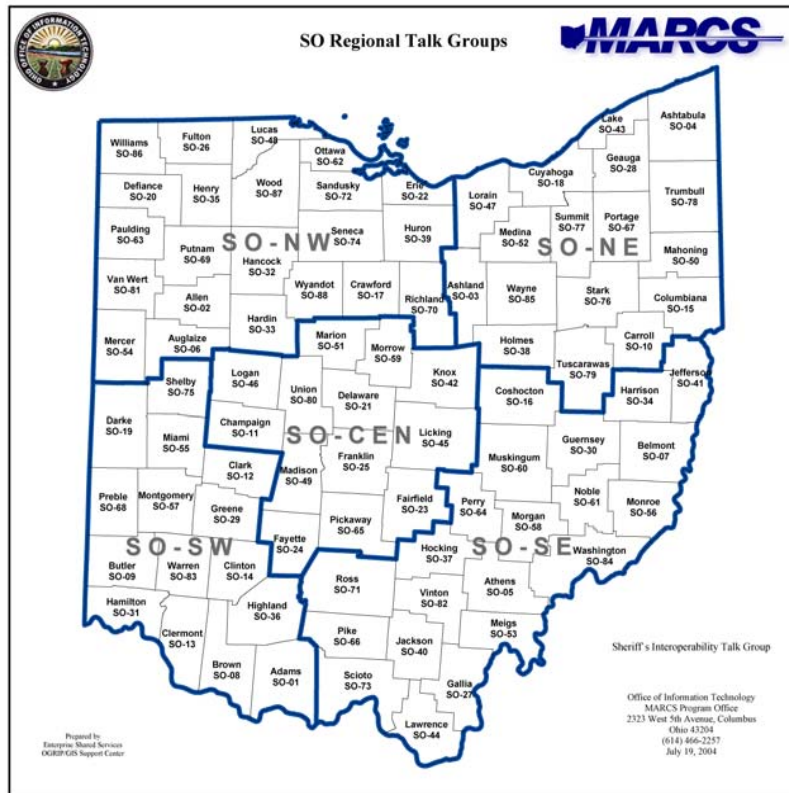 OHIO OFFICE OF INFORMATION TECHNOLOGY
SO Regional Talk Groups
MARCS
Williams
SO-86
Fulton
SO-26
Lucas
SO-48
Ottawa
SO-62
Lake
SO-43
Ashtabula
SO-04
Geauga
SO-28
Cuyahoga
SO-18
Defiance
SO-20
Henry
SO-35
Wood
SO-87
Sandusky
SO-72
Erie
SO-22
Lorain
SO-47
Trumbull
SO-78
Medina
SO-52
Summit
SO-77
Portage
SO-67
Paulding
SO-63
Putnam
SO-69
Seneca
SO-74
Huron
SO-39
Mahoning
SO-50
SO-NW
SO-NE
Hancock
SO-32
Van Wert
SO-81
Allen
SO-02
Wyandot
SO-88
Crawford
SO-17
Richland
SO-70
Ashland
SO-03
Wayne
SO-85
Stark
SO-76
Columbiana
SO-15
Mercer
SO-54
Auglaize
SO-06
Hardin
SO-33
Marion
SO-51
Morrow
SO-59
Holmes
SO-38
Tuscarawas
SO-79
Carroll
SO-10
Jefferson
SO-41
Shelby
SO-75
Logan
SO-46
Union
SO-80
Delaware
SO-21
Knox
SO-42
Coshocton
SO-16
Harrison
SO-34
Darke
SO-19
Miami
SO-55
Champaign
SO-11
Licking
SO-45
Guernsey
SO-30
Belmont
SO-07
SO-CEN
Clark
SO-12
Madison
SO-49
Franklin
SO-25
Muskingum
SO-60
Preble
SO-68
Montgomery
SO-57
Greene
SO-29
Fairfield
SO-23
Perry
SO-64
Morgan
SO-58
Noble
SO-61
Monroe
SO-56
Fayette
SO-24
Pickaway
SO-65
SO-SW
SO-SE
Hocking
SO-37
Washington
SO-84
Butler
SO-09
Warren
SO-83
Clinton
SO-14
Ross
SO-71
Athens
SO-05
Vinton
SO-82
Hamilton
SO-31
Highland
SO-36
Clermont
SO-13
Pike
SO-66
Jackson
SO-40
Meigs
SO-53
Brown
SO-08
Adams
SO-01
Scioto
SO-73
Gallia
SO-27
Lawrence
SO-44
Sheriff's Interoperability Talk Group
Office of Information Technology
MARCS Program Office
2323 West 5th Avenue, Columbus
Ohio 43204
(614) 466-2257
July 19, 2004
Prepared by
Enterprise Shared Services
OGRIP/GIS Support Center